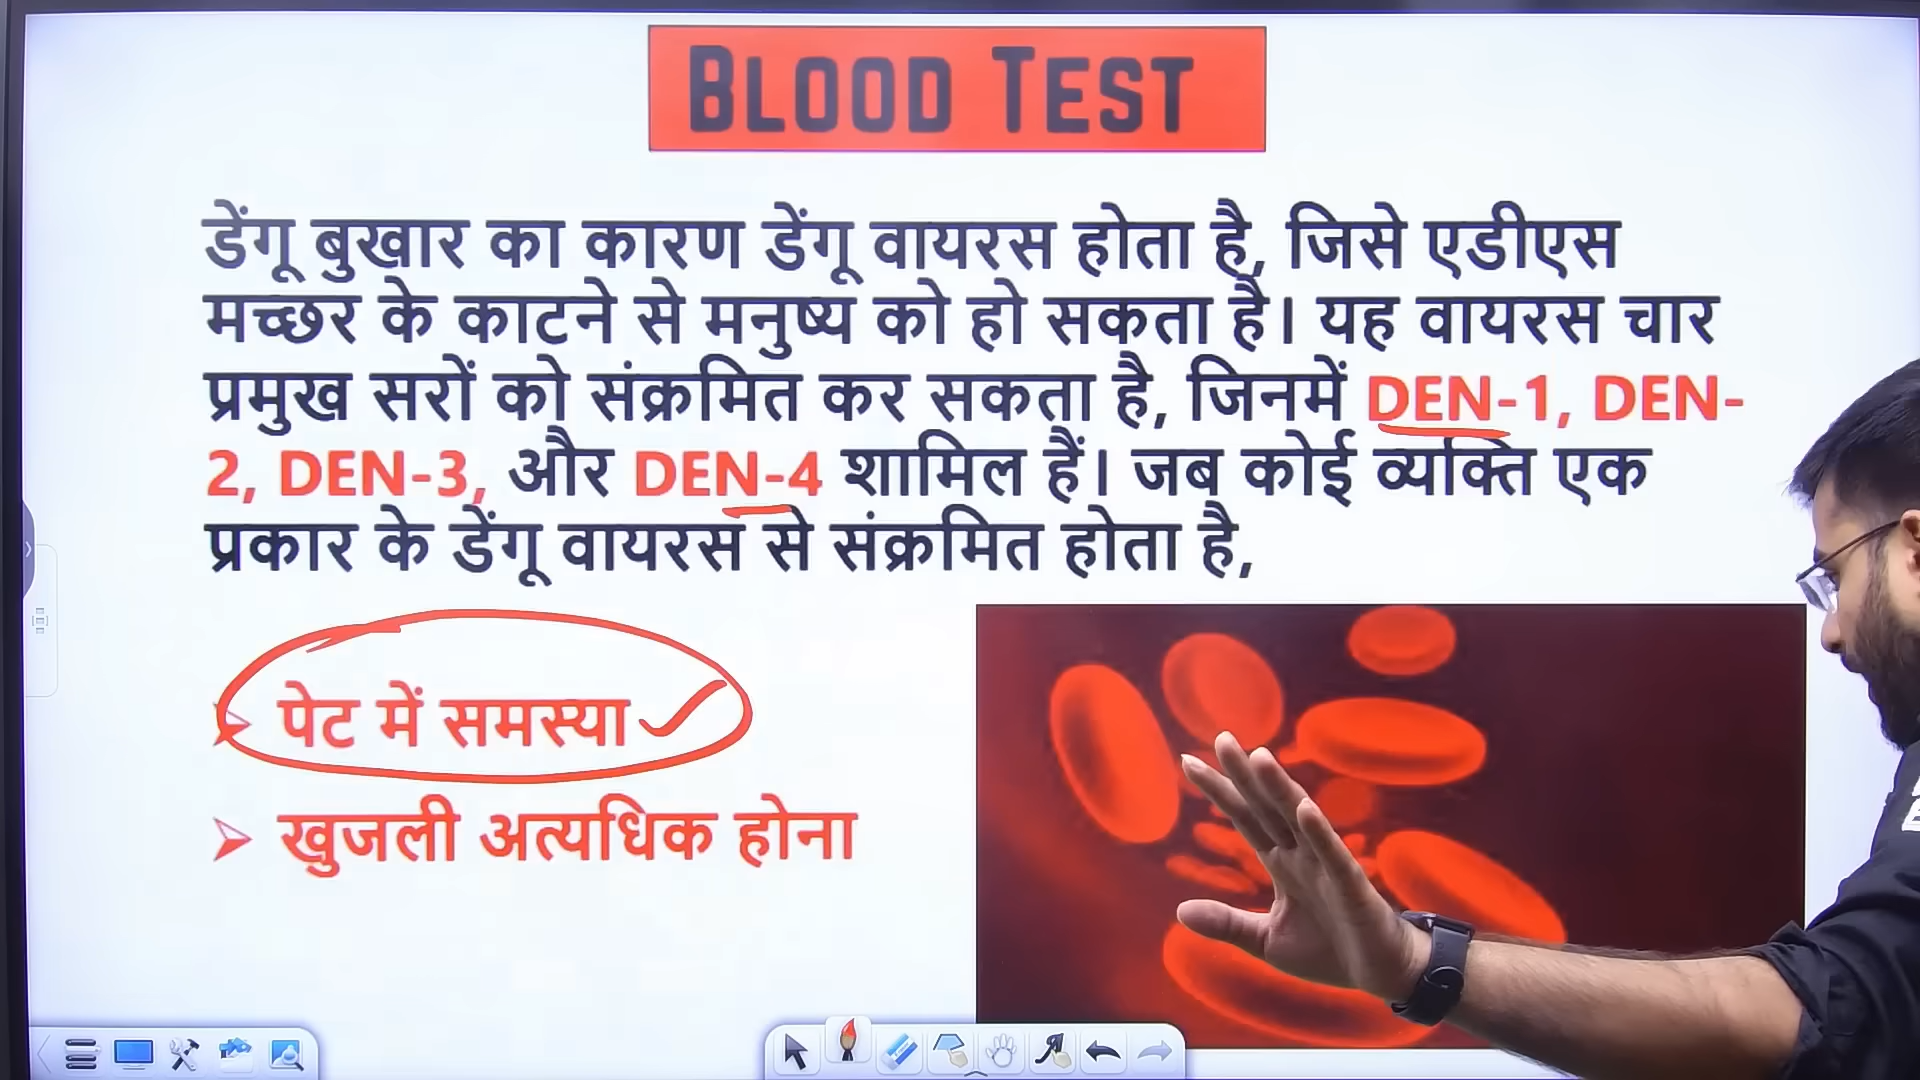 BLOOD TEST
डेंगू बुखार का कारण डेंगू वायरस होता है, जिसे एडीएस
मच्छर के काटने से मनुष्य को हो सकता है। यह वायरस चार
प्रमुख सरों को संक्रमित कर सकता है, जिनमें DEN-1, DEN-
2, DEN-3, और DEN-4 शामिल हैं। जब कोई व्यक्ति एक
प्रकार के डेंगू वायरस से संक्रमित होता है,
पेट में समस्या
खुजली अत्यधिक होना